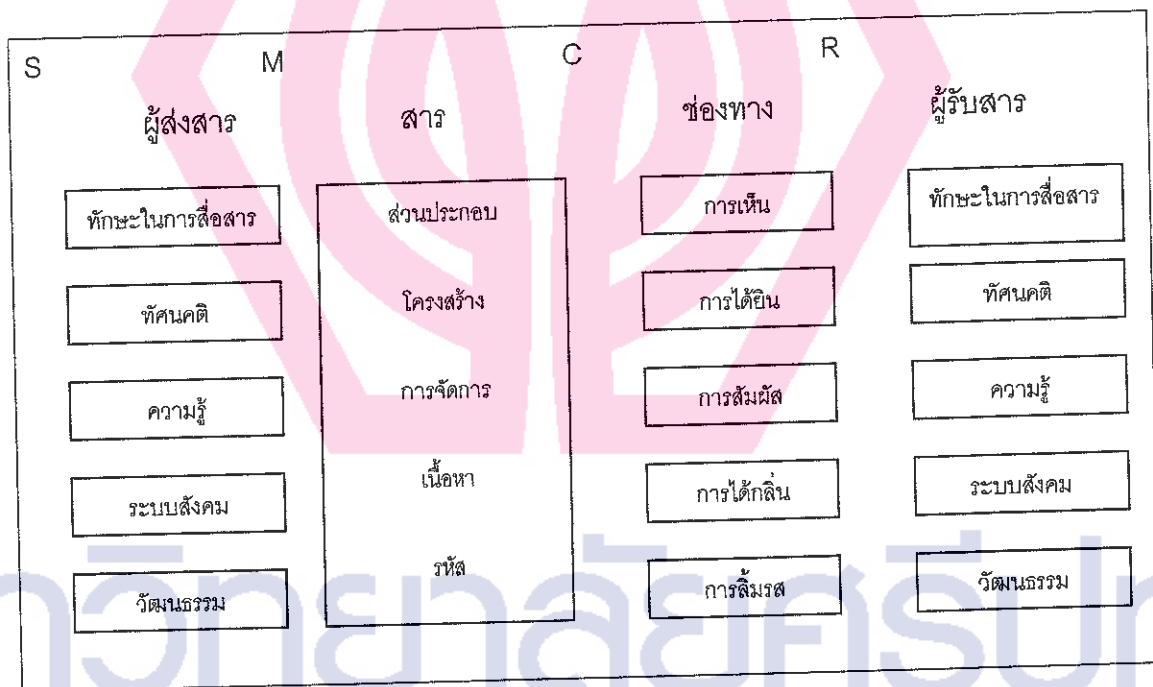 S M C R
ผู้ส่งสาร สาร ช่องทาง ผู้รับสาร
ทักษะในการสื่อสาร ส่วนประกอบ การเห็น ทักษะในการสื่อสาร
ทัศนคติ โครงสร้าง การได้ยิน ทัศนคติ
ความรู้ การจัดการ การสัมผัส ความรู้
ระบบสังคม เนื้อหา การได้กลิ่น ระบบสังคม
วัฒนธรรม รหัส การลิ้มรส วัฒนธรรม